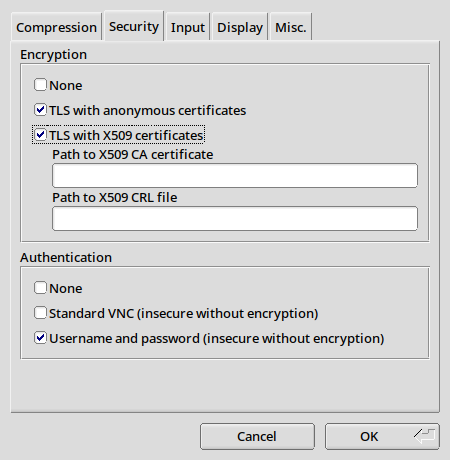 Compression Security Input Display Misc.
Encryption
None
TLS with anonymous certificates
TLS with X509 certificates
Path to X509 CA certificate
Path to X509 CRL file
Authentication
None
Standard VNC (insecure without encryption)
Username and password (insecure without encryption)
Cancel OK